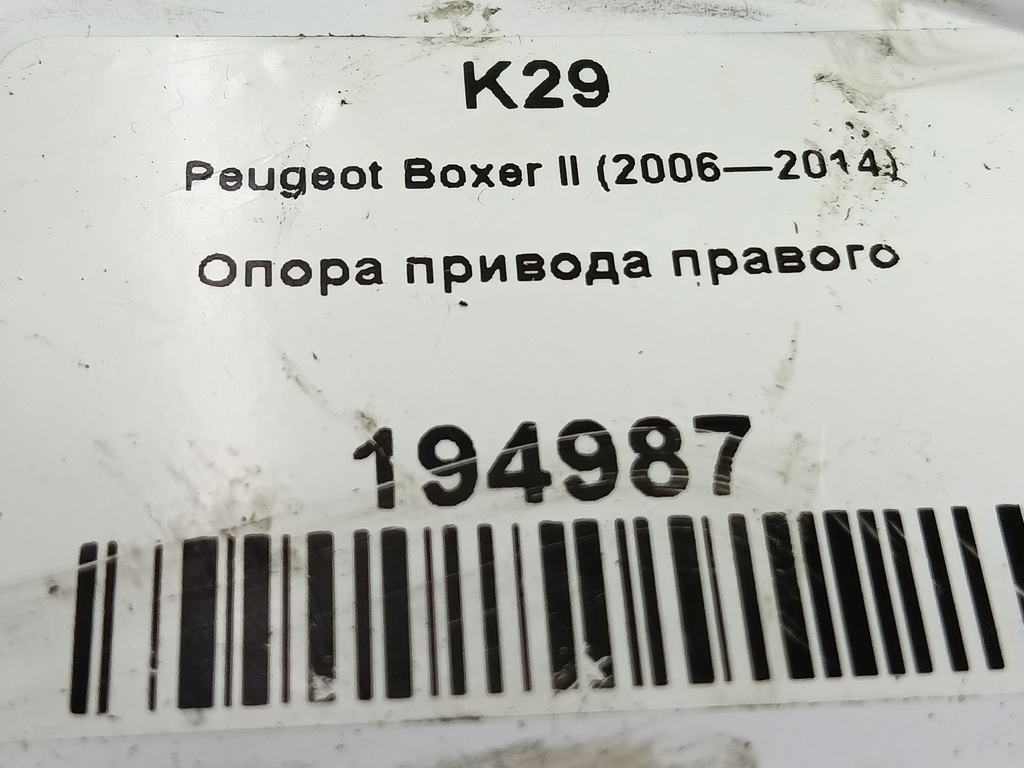 K29
Peugeot Boxer II (2006—2014)
Опора привода правого
194987